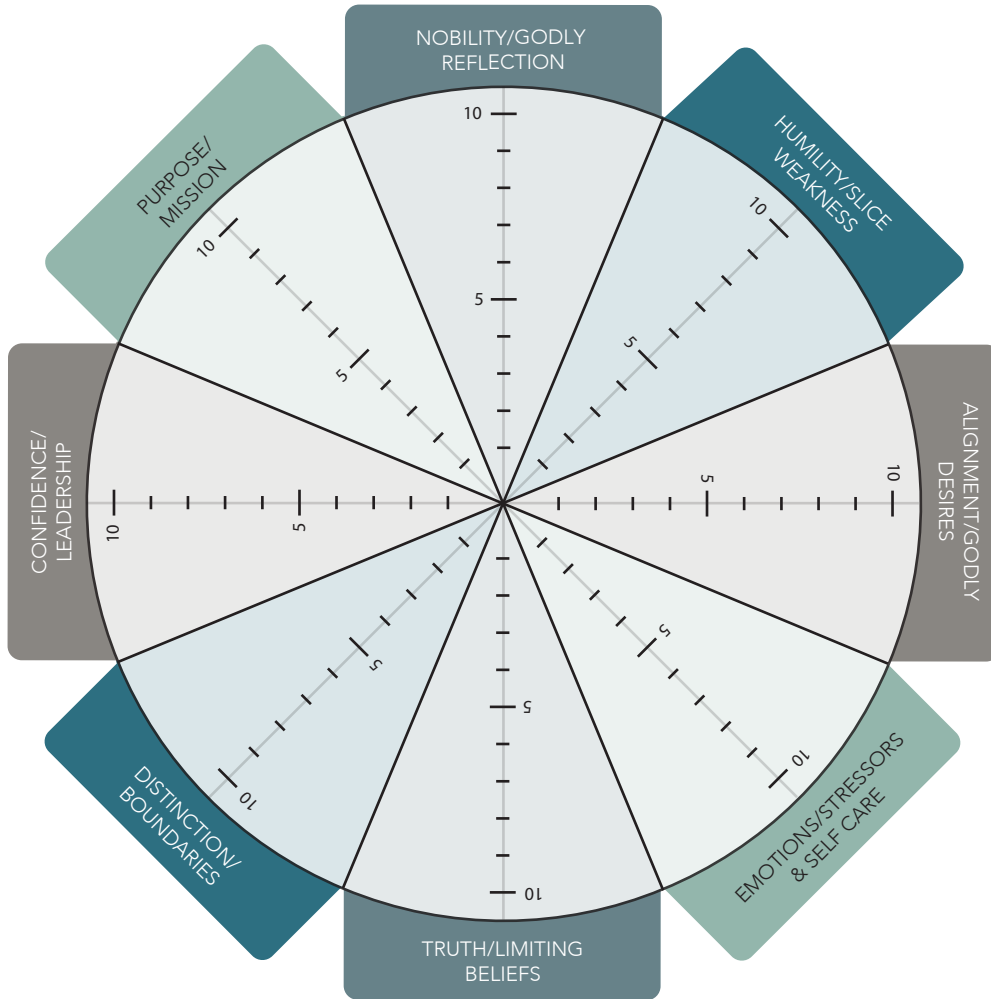 NOBILITY/GODLY
REFLECTION
10
5
HUMILITY/SLICE
WEAKNESS
10
5
ALIGNMENT/GODLY
DESIRES
10
5
EMOTIONS/STRESSORS
& SELF CARE
10
5
TRUTH/LIMITING
BELIEFS
10
5
DISTINCTION/
BOUNDARIES
10
5
CONFIDENCE/
LEADERSHIP
10
5
PURPOSE/
MISSION
10
5